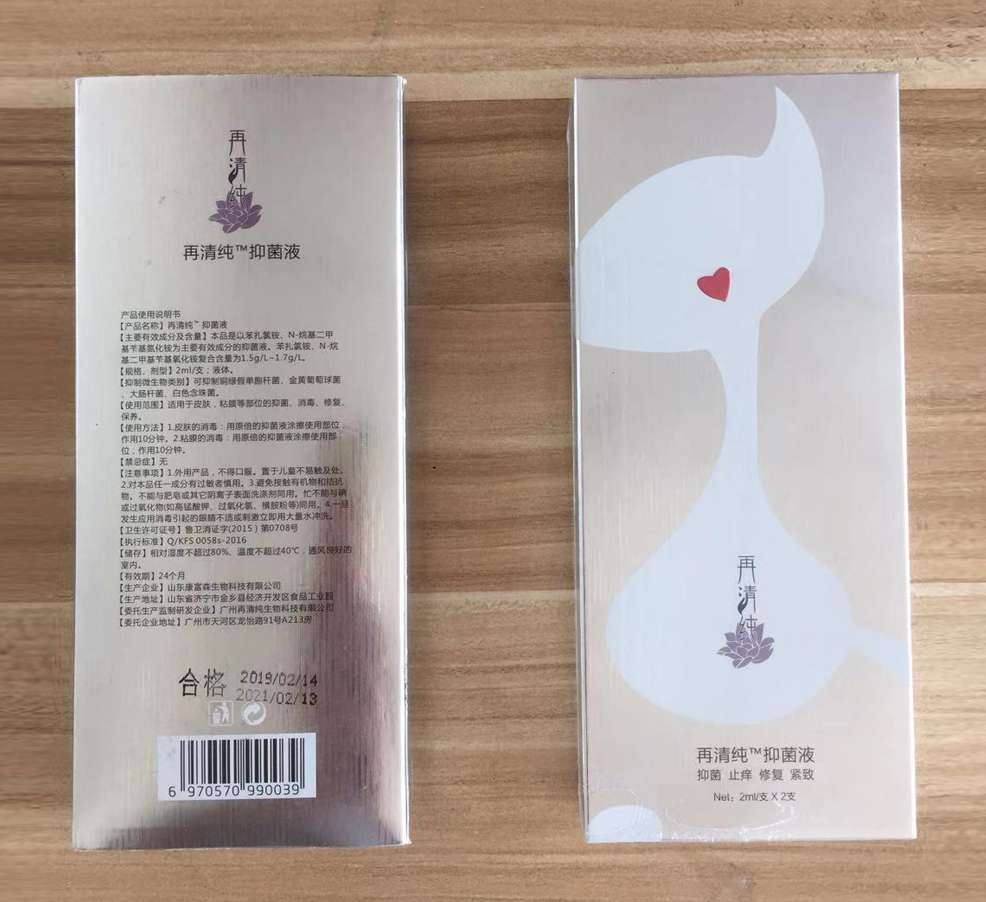 再
清
纯
再清纯™抑菌液
产品使用说明书
【产品名称】再清纯™ 抑菌液
【主要有效成分及含量】本品是以苯扎氯铵、N-烷基二甲
基苄基氮化铵为主要有效成分的抑菌液。苯扎氯铵、N-烷
基二甲基苄基氧化铵复合含量为1.5g/L~1.7g/L。
【规格、剂型】2ml/支；液体。
【抑制微生物类别】可抑制铜绿假单胞杆菌、金黄葡萄球菌
、大肠杆菌、白色念珠菌。
【使用范围】适用于皮肤，粘膜等部位的抑菌、消毒、修复、
保养。
【使用方法】1.皮肤的消毒：用原倍的抑菌液涂擦使用部位，
作用10分钟。2.粘膜的消毒：用原倍的抑菌液涂擦使用部
位，作用10分钟。
【禁忌症】无
【注意事项】1.外用产品，不得口服。置于儿童不易触及处。
2.对本品任一成分有过敏者慎用。3.避免接触有机物和拮抗
物。不能与肥皂或其它阴离子表面洗涤剂同用。忙不能与碘
或过氧化物(如高锰酸钾、过氧化氢、磺胺粉等)同用。4.一旦
发生应用消毒引起的眼睛不适或刺激立即用大量水冲洗。
【卫生许可证号】鲁卫消证字(2015）第0708号
【执行标准】Q/KFS 0058s-2016
【储存】相对湿度不超过80%、温度不超过40℃，通风良好的
室内。
【有效期】24个月
【生产企业】山东康富森生物科技有限公司
【生产地址】山东省济宁市金乡县经济开发区食品工业园
【委托生产监制研发企业】广州再清纯生物科技有限公司
【委托企业地址】广州市天河区龙怡路91号A213房
合格 2019/02/14
2021/02/13
6 970570 990039
再
清
纯
再清纯™抑菌液
抑菌 止痒 修复 紧致
Net：2ml/支 X 2支